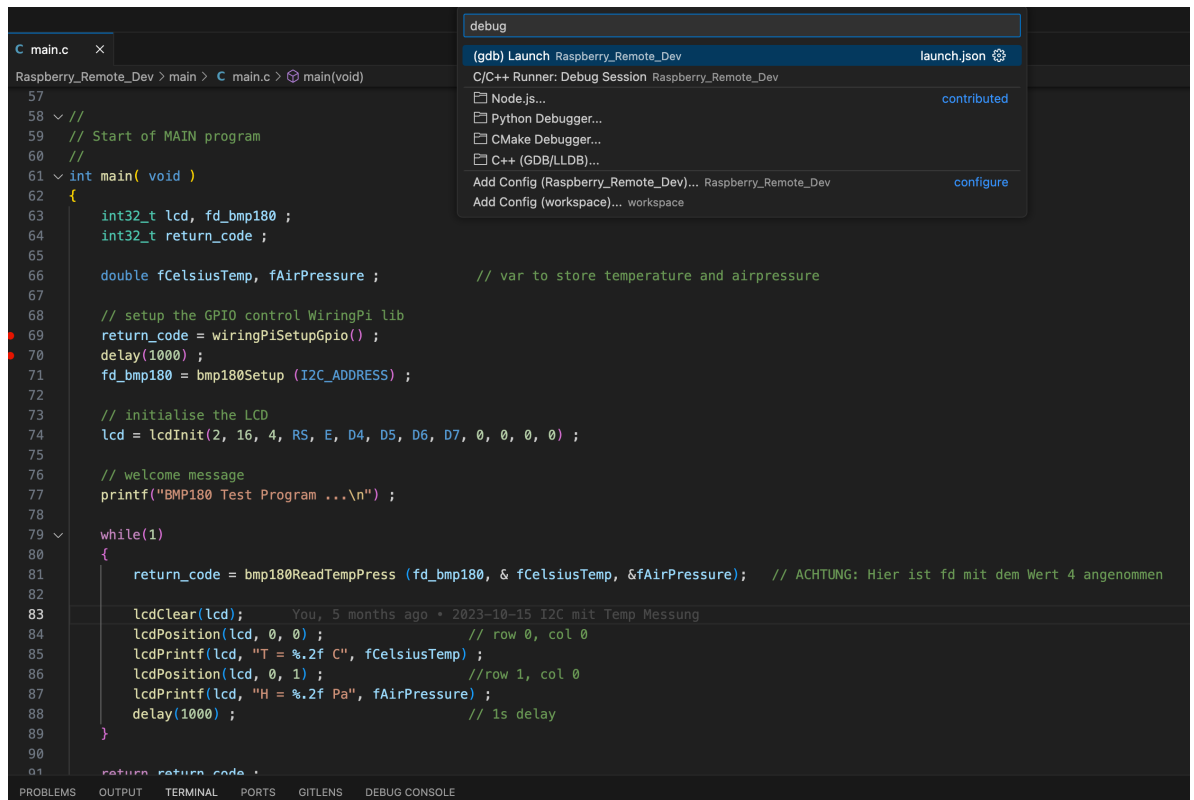 debug
C main.c ×
(gdb) Launch Raspberry_Remote_Dev launch.json
C/C++ Runner: Debug Session Raspberry_Remote_Dev
Node.js... contributed
Python Debugger...
CMake Debugger...
C++ (GDB/LLDB)...
Add Config (Raspberry_Remote_Dev)... Raspberry_Remote_Dev configure
Add Config (workspace)... workspace
Raspberry_Remote_Dev > main > C main.c > main(void)
57
58 //
59 // Start of MAIN program
60 //
61 int main( void )
62 {
63 int32_t lcd, fd_bmp180 ;
64 int32_t return_code ;
65
66 double fCelsiusTemp, fAirPressure ; // var to store temperature and airpressure
67
68 // setup the GPIO control WiringPi lib
69 return_code = wiringPiSetupGpio() ;
70 delay(1000) ;
71 fd_bmp180 = bmp180Setup (I2C_ADDRESS) ;
72
73 // initialise the LCD
74 lcd = lcdInit(2, 16, 4, RS, E, D4, D5, D6, D7, 0, 0, 0, 0) ;
75
76 // welcome message
77 printf("BMP180 Test Program ...\n") ;
78
79 while(1)
80 {
81 return_code = bmp180ReadTempPress (fd_bmp180, & fCelsiusTemp, &fAirPressure); // ACHTUNG: Hier ist fd mit dem Wert 4 angenommen
82
83 lcdClear(lcd); You, 5 months ago • 2023-10-15 I2C mit Temp Messung
84 lcdPosition(lcd, 0, 0) ; // row 0, col 0
85 lcdPrintf(lcd, "T = %.2f C", fCelsiusTemp) ;
86 lcdPosition(lcd, 0, 1) ; //row 1, col 0
87 lcdPrintf(lcd, "H = %.2f Pa", fAirPressure) ;
88 delay(1000) ; // 1s delay
89 }
90
91 return return_code ;
PROBLEMS OUTPUT TERMINAL PORTS GITLENS DEBUG CONSOLE